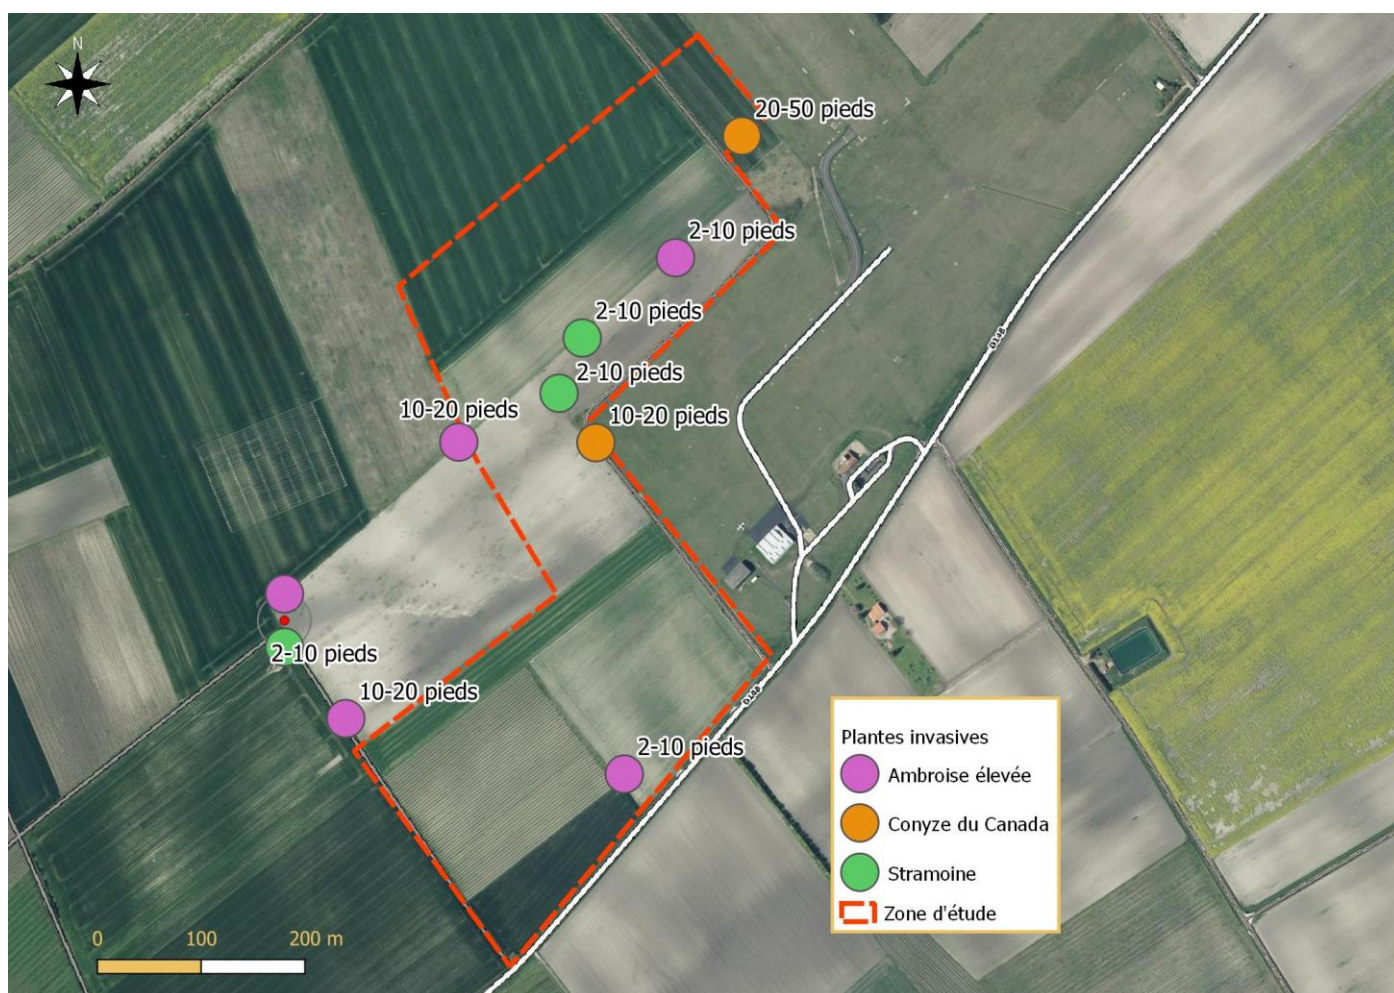 N
20-50 pieds
2-10 pieds
2-10 pieds
2-10 pieds
10-20 pieds
10-20 pieds
D148
2-10 pieds
10-20 pieds
D148
2-10 pieds
Plantes invasives
Ambroise élevée
Conyze du Canada
Stramoine
Zone d'étude
0 100 200 m